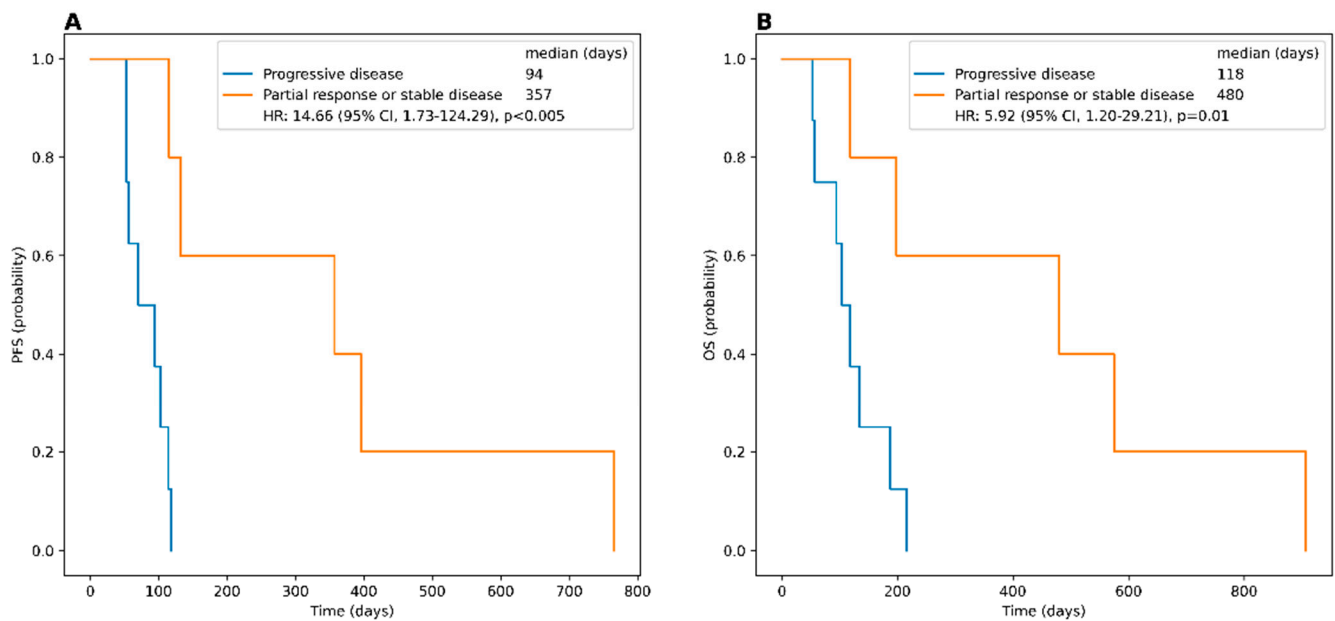 A
median (days)
Progressive disease 94
Partial response or stable disease 357
HR: 14.66 (95% CI, 1.73-124.29), p<0.005
1.0
0.8
0.6
0.4
0.2
0.0
PFS (probability)
0 100 200 300 400 500 600 700 800
Time (days)
B
median (days)
Progressive disease 118
Partial response or stable disease 480
HR: 5.92 (95% CI, 1.20-29.21), p=0.01
1.0
0.8
0.6
0.4
0.2
0.0
OS (probability)
0 200 400 600 800
Time (days)